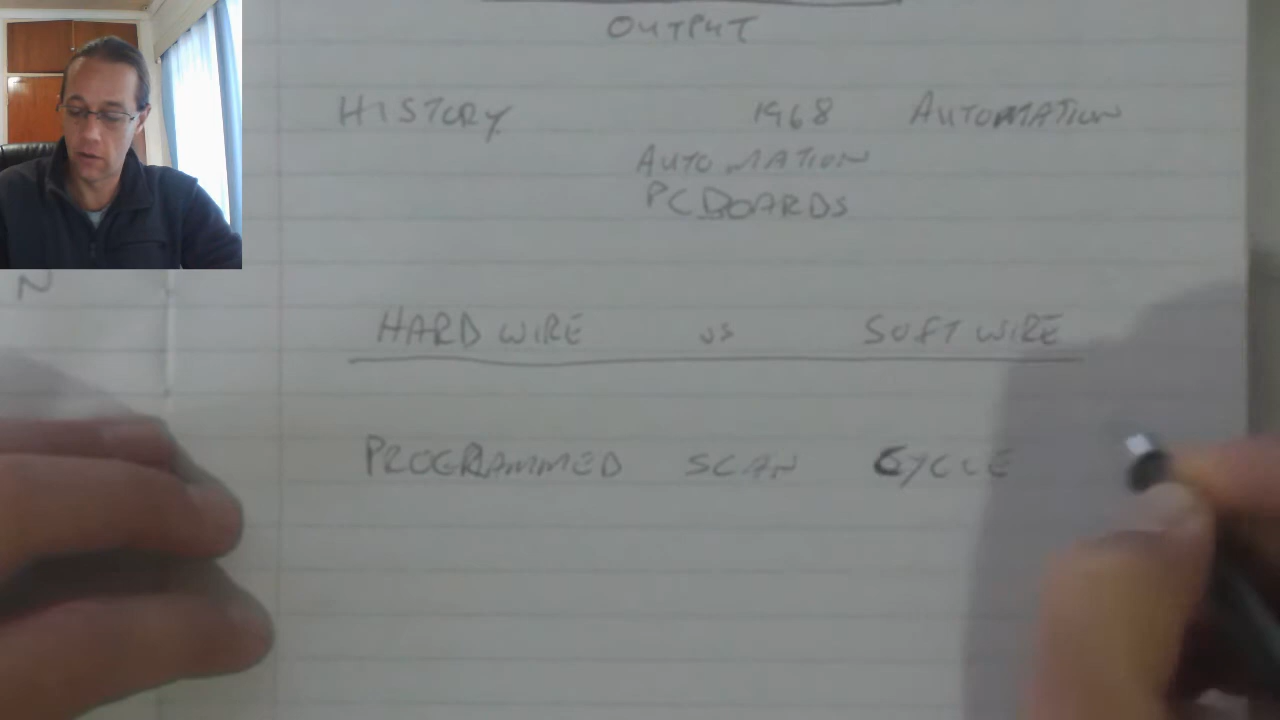 OUTPUT
HISTORY 1968 AUTOMATION
AUTOMATION
PC BOARDS
N
HARD WIRE vs SOFT WIRE
PROGRAMMED SCAN CYCLE